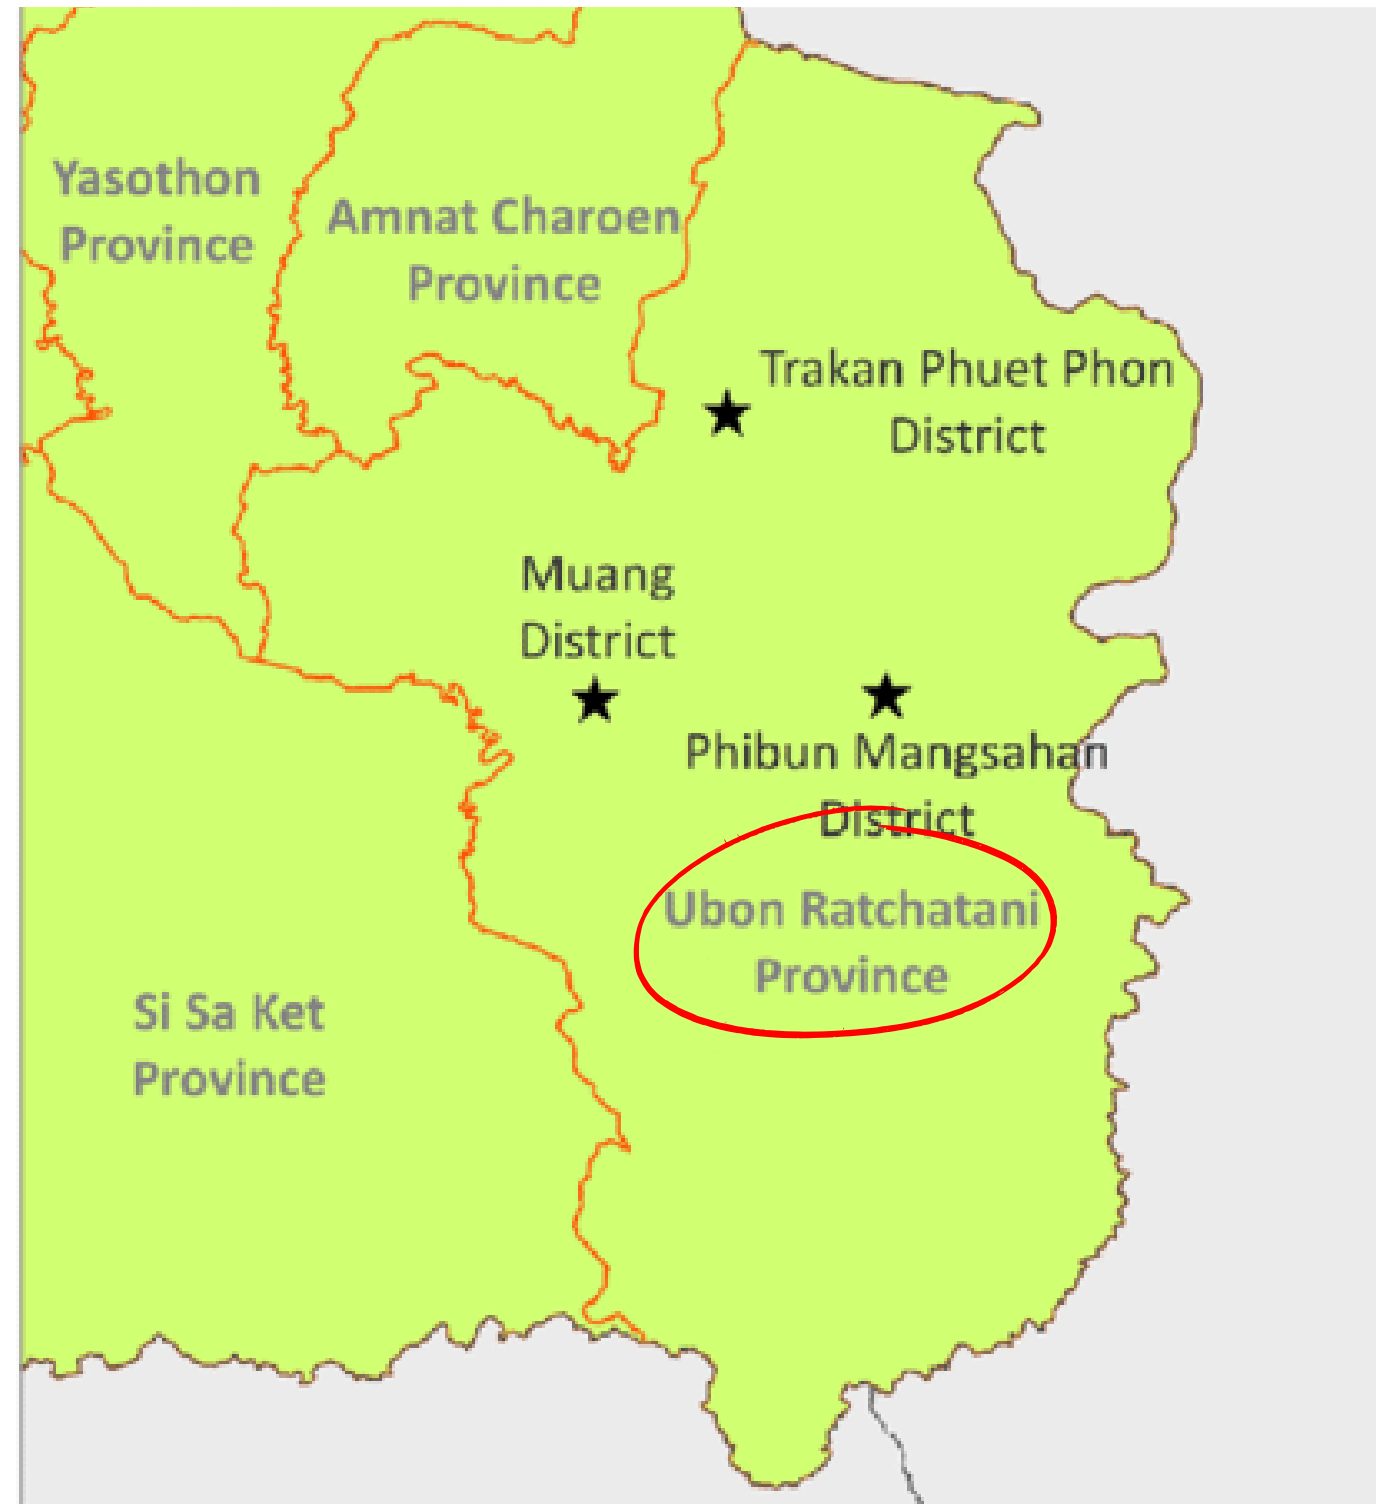 Yasothon
Province
Amnat Charoen
Province
Trakan Phuet Phon
District
Muang
District
Phibun Mangsahan
District
Ubon Ratchatani
Province
Si Sa Ket
Province